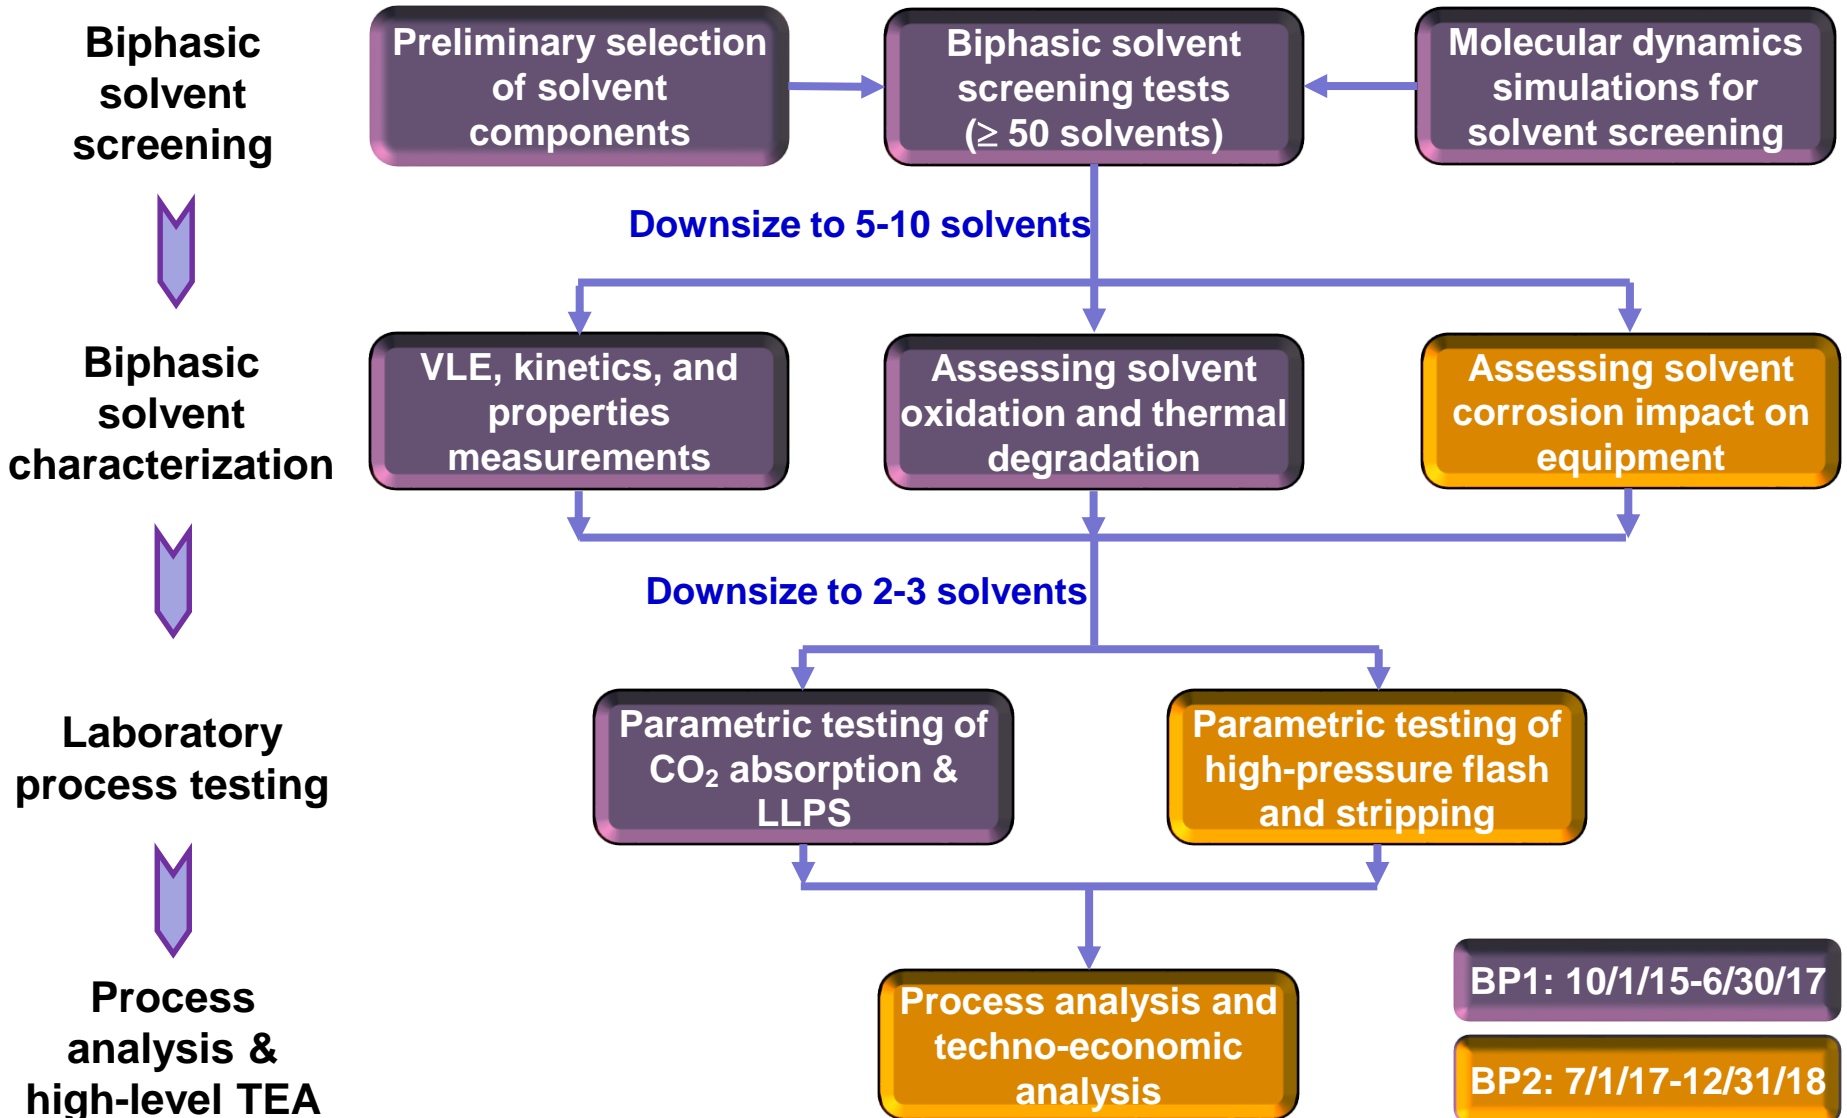 Biphasic
solvent
screening
Preliminary selection
of solvent
components
Biphasic solvent
screening tests
(≥ 50 solvents)
Molecular dynamics
simulations for
solvent screening
Downsize to 5-10 solvents
Biphasic
solvent
characterization
VLE, kinetics, and
properties
measurements
Assessing solvent
oxidation and thermal
degradation
Assessing solvent
corrosion impact on
equipment
Downsize to 2-3 solvents
Laboratory
process testing
Parametric testing of
CO₂ absorption &
LLPS
Parametric testing of
high-pressure flash
and stripping
Process
analysis &
high-level TEA
Process analysis and
techno-economic
analysis
BP1: 10/1/15-6/30/17
BP2: 7/1/17-12/31/18